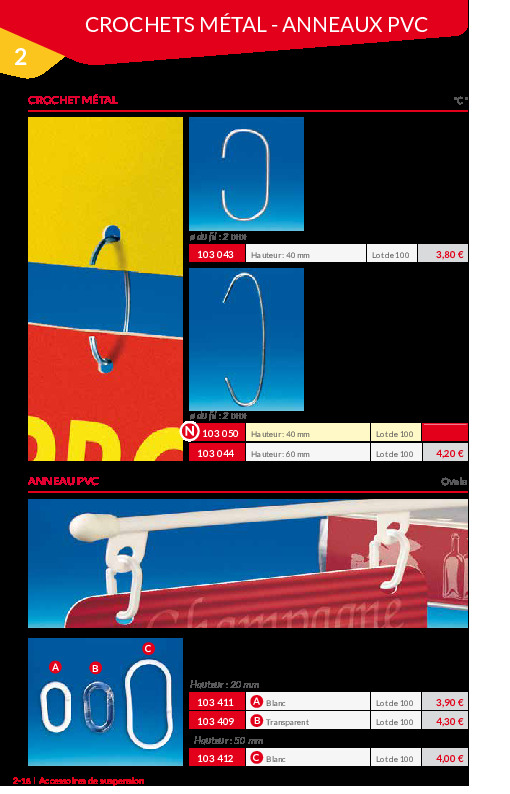 CROCHETS MÉTAL - ANNEAUX PVC
2
CROCHET MÉTAL "C"
ø du fil : 2 mm
103 043 Hauteur : 40 mm Lot de 100 3,80 €
ø du fil : 2 mm
N 103 050 Hauteur : 40 mm Lot de 100
103 044 Hauteur : 60 mm Lot de 100 4,20 €
PRO
ANNEAU PVC Ovale
Champagne
A B C
Hauteur : 20 mm
103 411 A Blanc Lot de 100 3,90 €
103 409 B Transparent Lot de 100 4,30 €
Hauteur : 50 mm
103 412 C Blanc Lot de 100 4,00 €
2-16 | Accessoires de suspension